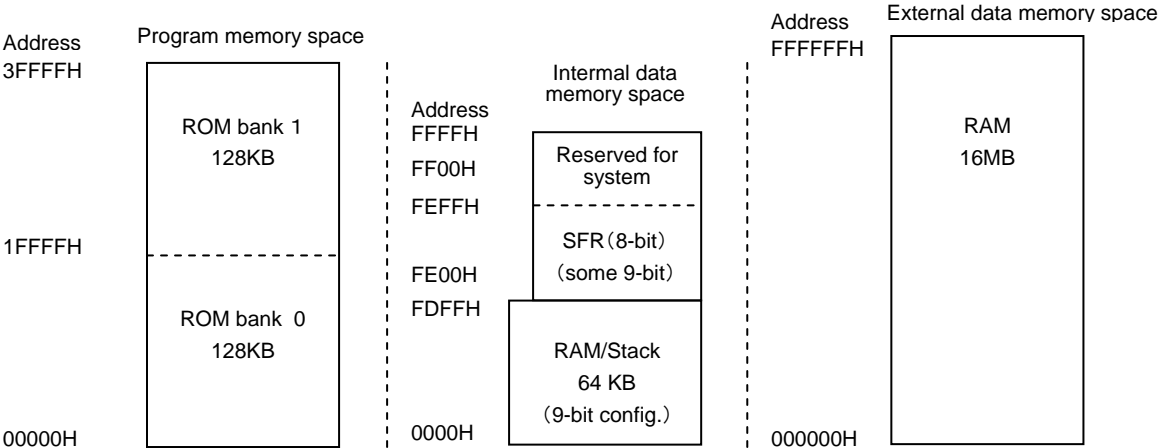 Address
3FFFFH
Program memory space
ROM bank 1
128KB
1FFFFH
ROM bank 0
128KB
00000H
Intermal data
memory space
Address
FFFFH
FF00H
Reserved for
system
FEFFH
SFR（8-bit）
（some 9-bit）
FE00H
FDFFH
RAM/Stack
64 KB
（9-bit config.）
0000H
Address
FFFFFFH
External data memory space
RAM
16MB
000000H